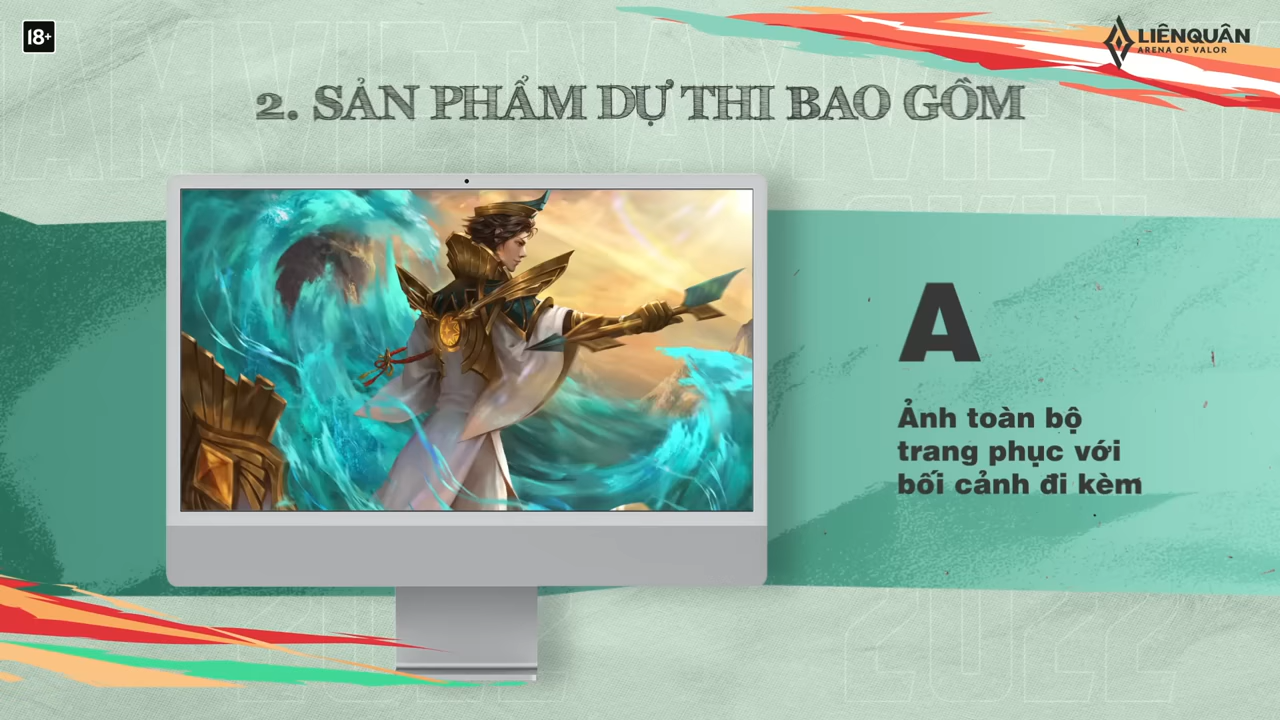 18+
LIÊNQUÂN
ARENA OF VALOR
2. SẢN PHẨM DỰ THI BAO GỒM
A
Ảnh toàn bộ
trang phục với
bối cảnh đi kèm